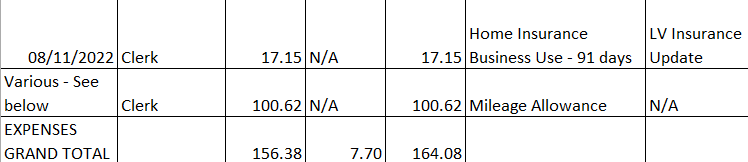 Home Insurance LV Insurance
08/11/2022 Clerk 17.15 N/A 17.15 Business Use - 91 days Update
Various - See
below Clerk 100.62 N/A 100.62 Mileage Allowance N/A
EXPENSES
GRAND TOTAL 156.38 7.70 164.08